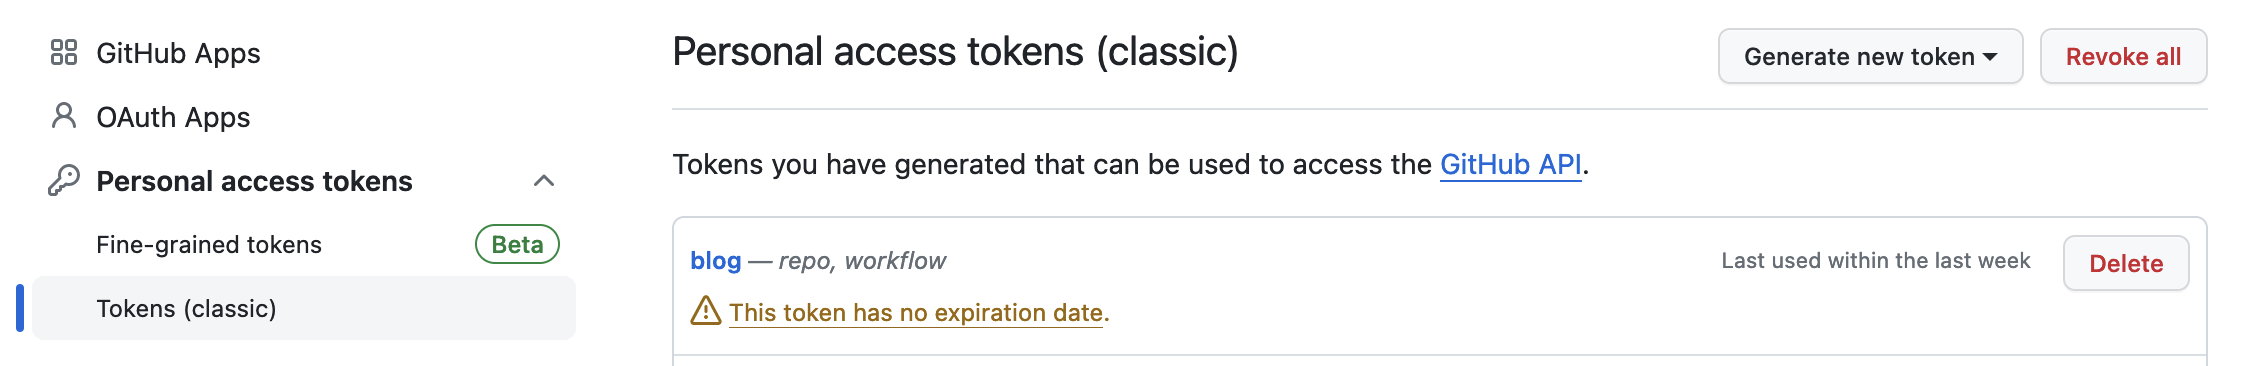 GitHub Apps
OAuth Apps
Personal access tokens
Fine-grained tokens Beta
Tokens (classic)
Personal access tokens (classic)
Generate new token Revoke all
Tokens you have generated that can be used to access the GitHub API.
blog — repo, workflow Last used within the last week Delete
This token has no expiration date.